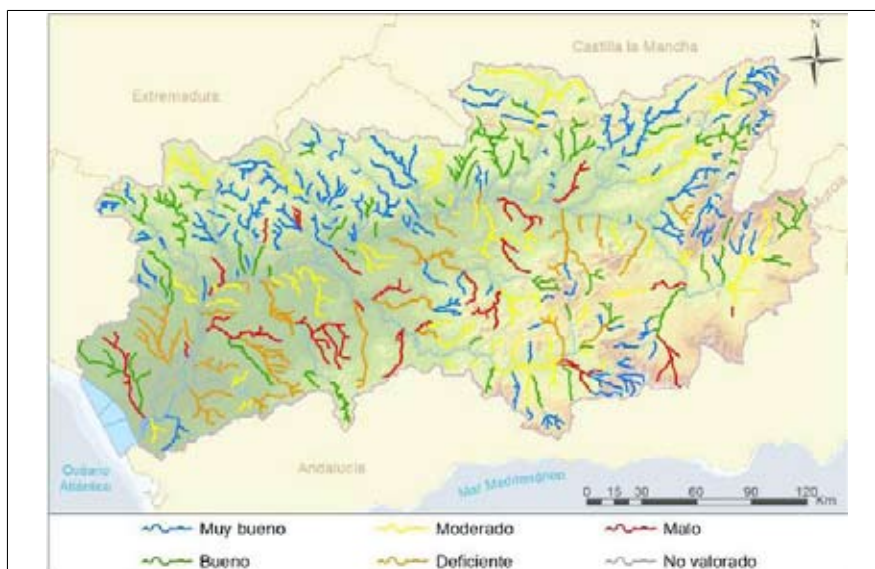 Castilla la Mancha
N
Extremadura
Murcia
Andalucía
Océano
Atlántico
Mar Mediterráneo
0 15 30 60 90 120
Km
Muy bueno Moderado Malo
Bueno Deficiente No valorado